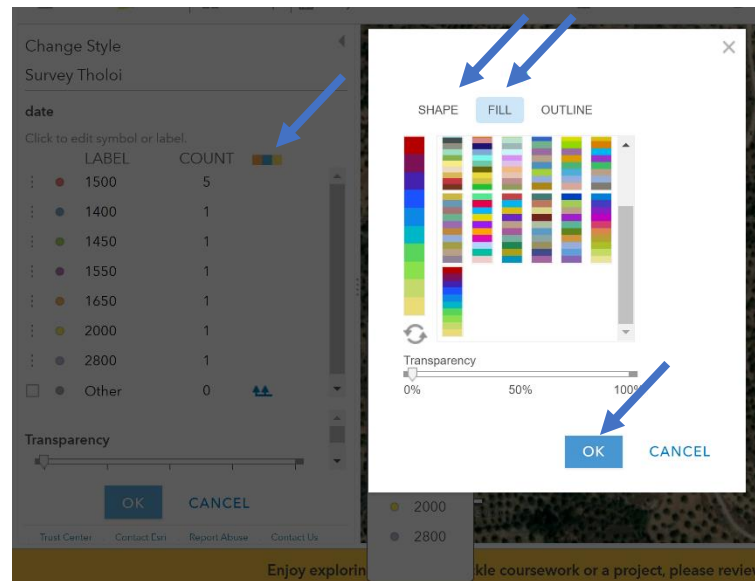 Change Style
Survey Tholoi
date
Click to edit symbol or label.
LABEL COUNT
1500 5
1400 1
1450 1
1550 1
1650 1
2000 1
2800 1
Other 0
Transparency
OK CANCEL
Trust Center Contact Esri Report Abuse Contact Us
SHAPE FILL OUTLINE
Transparency
0% 50% 100%
OK CANCEL
2000
2800
Enjoy explorin kle coursework or a project, please revie